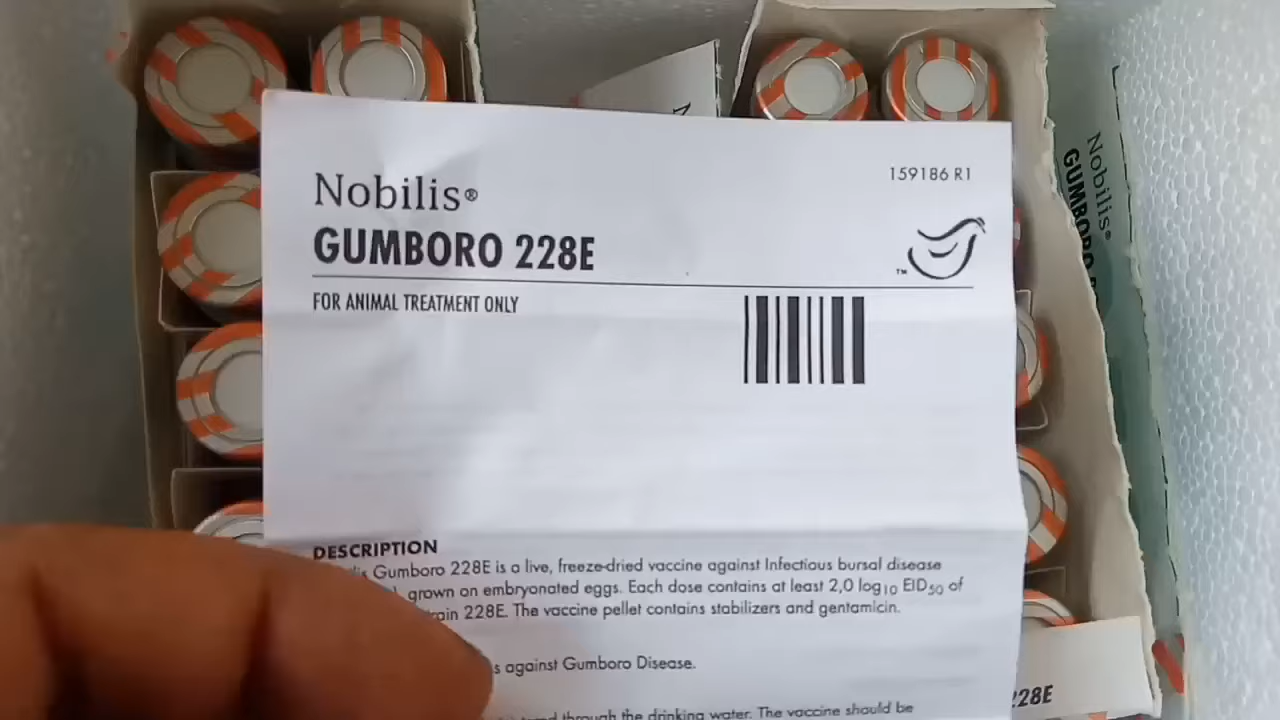 Nobilis®
159186 R1
GUMBORO 228E
™
FOR ANIMAL TREATMENT ONLY
DESCRIPTION
Gumboro 228E is a live, freeze-dried vaccine against Infectious bursal disease
grown on embryonated eggs. Each dose contains at least 2,0 log10 EID50 of
228E. The vaccine pellet contains stabilizers and gentamicin.
against Gumboro Disease.
through the drinking water. The vaccine should be
Nobilis®
GUMBORO
228E